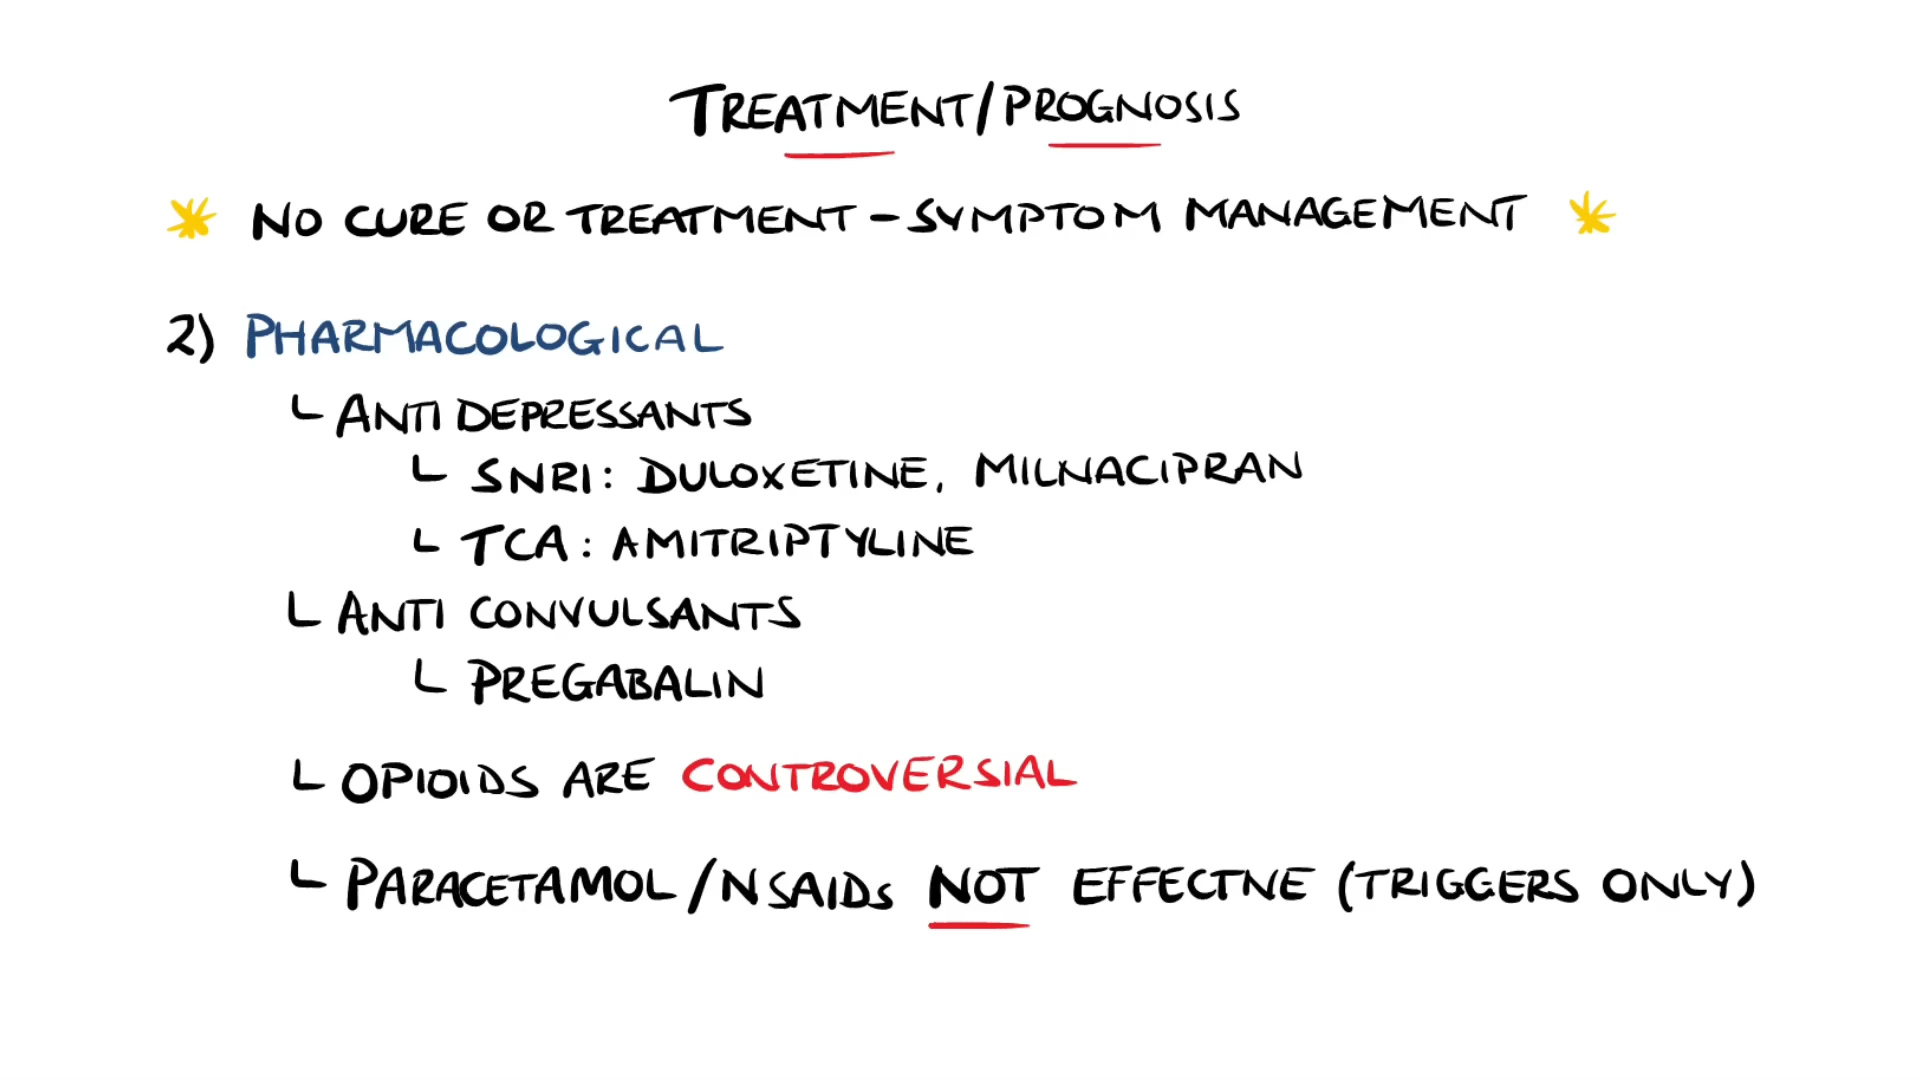 TREATMENT/PROGNOSIS
NO CURE OR TREATMENT - SYMPTOM MANAGEMENT
2) PHARMACOLOGICAL
ANTI DEPRESSANTS
SNRI: DULOXETINE, MILNACIPRAN
TCA: AMITRIPTYLINE
ANTI CONVULSANTS
PREGABALIN
OPIOIDS ARE CONTROVERSIAL
PARACETAMOL/NSAIDs NOT EFFECTIVE (TRIGGERS ONLY)